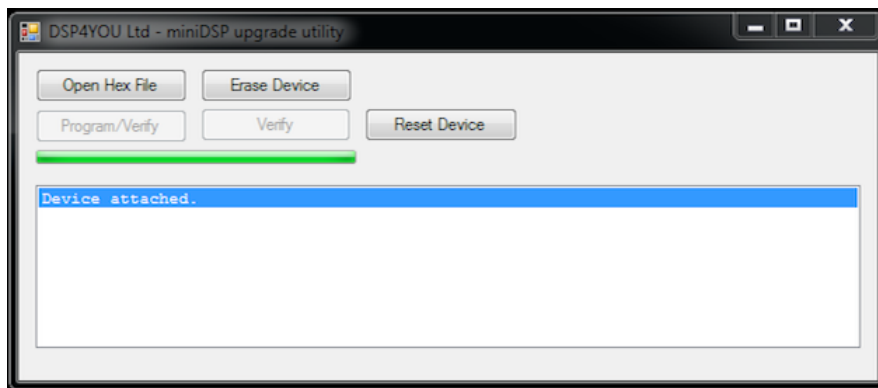 DSP4YOU Ltd - miniDSP upgrade utility
Open Hex File Erase Device
Program/Verify Verify Reset Device
Device attached.